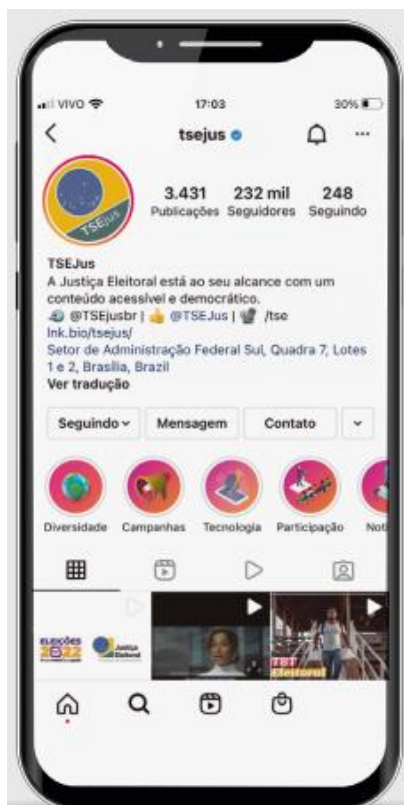 VIVO 17:03 30%
tsejus
TSEjus
3.431 232 mil 248
Publicações Seguidores Seguindo
TSEJus
A Justiça Eleitoral está ao seu alcance com um
conteúdo acessível e democrático.
@TSEjusbr | @TSEJus | /tse
lnk.bio/tsejus/
Setor de Administração Federal Sul, Quadra 7, Lotes
1 e 2, Brasília, Brazil
Ver tradução
Seguindo Mensagem Contato
Diversidade Campanhas Tecnologia Participação Notí
ELEIÇÕES
2022
Justiça
Eleitoral
TBT
Eleitoral